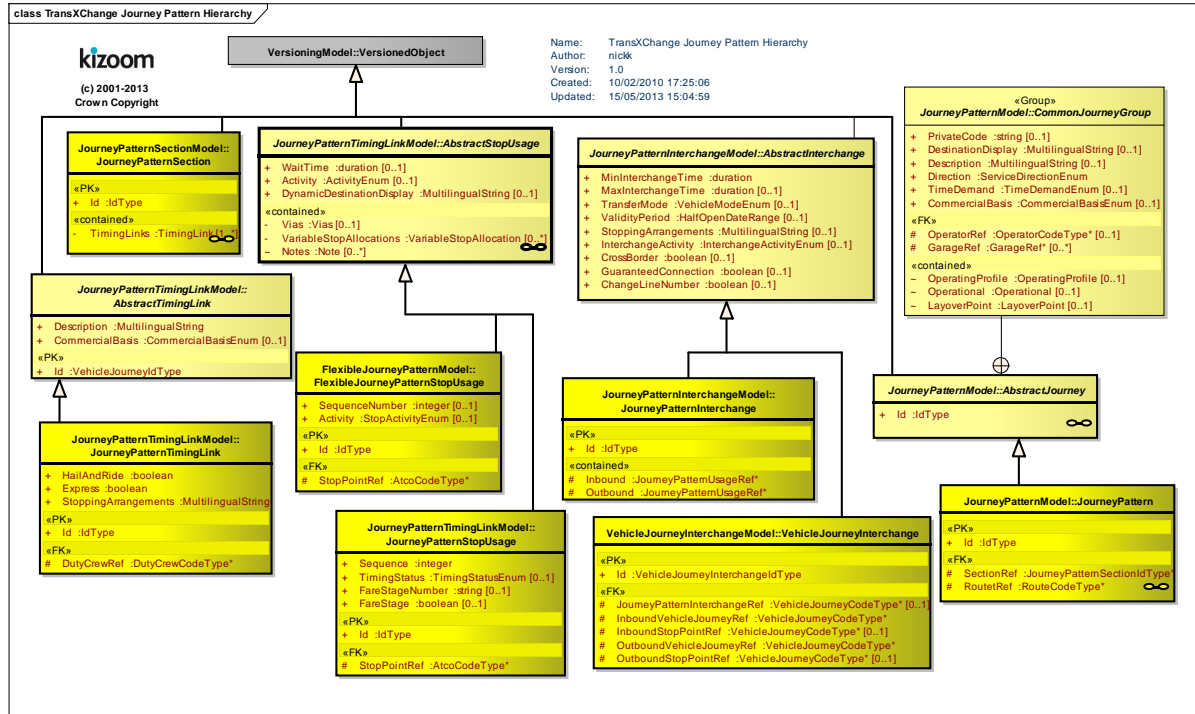 class TransXChange Journey Pattern Hierarchy
kizoom
(c) 2001-2013
Crown Copyright
VersioningModel::VersionedObject
Name: TransXChange Journey Pattern Hierarchy
Author: nickk
Version: 1.0
Created: 10/02/2010 17:25:06
Updated: 15/05/2013 15:04:59
JourneyPatternSectionModel::
JourneyPatternSection
«PK»
+ Id :IdType
«contained»
- TimingLinks :TimingLink[1..*]
JourneyPatternTimingLinkModel::AbstractStopUsage
+ WaitTime :duration [0..1]
+ Activity :ActivityEnum [0..1]
+ DynamicDestinationDisplay :MultilingualString [0..1]
«contained»
- Vias :Vias [0..1]
- VariableStopAllocations :VariableStopAllocation [0..*]
~ Notes :Note [0..*]
JourneyPatternInterchangeModel::AbstractInterchange
+ MinInterchangeTime :duration
+ MaxInterchangeTime :duration [0..1]
+ TransferMode :VehicleModeEnum [0..1]
+ ValidityPeriod :HalfOpenDateRange [0..1]
+ StoppingArrangements :MultilingualString [0..1]
+ InterchangeActivity :InterchangeActivityEnum [0..1]
+ CrossBorder :boolean [0..1]
+ GuaranteedConnection :boolean [0..1]
+ ChangeLineNumber :boolean [0..1]
«Group»
JourneyPatternModel::CommonJourneyGroup
+ PrivateCode :string [0..1]
+ DestinationDisplay :MultilingualString [0..1]
+ Description :MultilingualString [0..1]
+ Direction :ServiceDirectionEnum
+ TimeDemand :TimeDemandEnum [0..1]
+ CommercialBasis :CommercialBasisEnum [0..1]
«FK»
# OperatorRef :OperatorCodeType* [0..1]
# GarageRef :GarageRef* [0..*]
«contained»
~ OperatingProfile :OperatingProfile [0..1]
~ Operational :Operational [0..1]
~ LayoverPoint :LayoverPoint [0..1]
JourneyPatternTimingLinkModel::
AbstractTimingLink
+ Description :MultilingualString
+ CommercialBasis :CommercialBasisEnum [0..1]
«PK»
+ Id :VehicleJourneyIdType
FlexibleJourneyPatternModel::
FlexibleJourneyPatternStopUsage
+ SequenceNumber :integer [0..1]
+ Activity :StopActivityEnum [0..1]
«PK»
+ Id :IdType
«FK»
# StopPointRef :AtcoCodeType*
JourneyPatternInterchangeModel::
JourneyPatternInterchange
«PK»
+ Id :IdType
«contained»
# Inbound :JourneyPatternUsageRef*
# Outbound :JourneyPatternUsageRef*
JourneyPatternModel::AbstractJourney
+ Id :IdType
JourneyPatternTimingLinkModel::
JourneyPatternTimingLink
+ HailAndRide :boolean
+ Express :boolean
+ StoppingArrangements :MultilingualString
«PK»
+ Id :IdType
«FK»
# DutyCrewRef :DutyCrewCodeType*
JourneyPatternTimingLinkModel::
JourneyPatternStopUsage
+ Sequence :integer
+ TimingStatus :TimingStatusEnum [0..1]
+ FareStageNumber :string [0..1]
+ FareStage :boolean [0..1]
«PK»
+ Id :IdType
«FK»
# StopPointRef :AtcoCodeType*
VehicleJourneyInterchangeModel::VehicleJourneyInterchange
«PK»
+ Id :VehicleJourneyInterchangeIdType
«FK»
# JourneyPatternInterchangeRef :VehicleJourneyCodeType* [0..1]
# InboundVehicleJourneyRef :VehicleJourneyCodeType*
# InboundStopPointRef :VehicleJourneyCodeType* [0..1]
# OutboundVehicleJourneyRef :VehicleJourneyCodeType*
# OutboundStopPointRef :VehicleJourneyCodeType* [0..1]
JourneyPatternModel::JourneyPattern
«PK»
+ Id :IdType
«FK»
# SectionRef :JourneyPatternSectionIdType*
# RoutetRef :RouteCodeType*